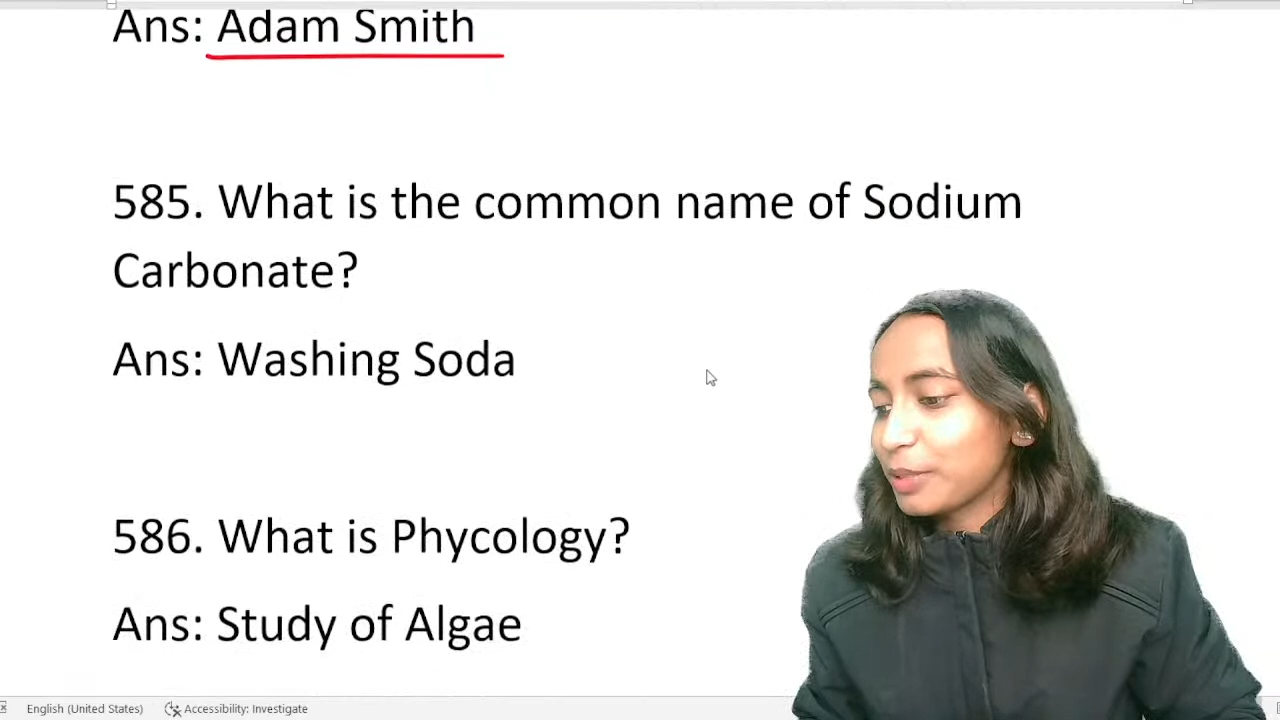 Ans: Adam Smith
585. What is the common name of Sodium
Carbonate?
Ans: Washing Soda
586. What is Phycology?
Ans: Study of Algae
English (United States) Accessibility: Investigate